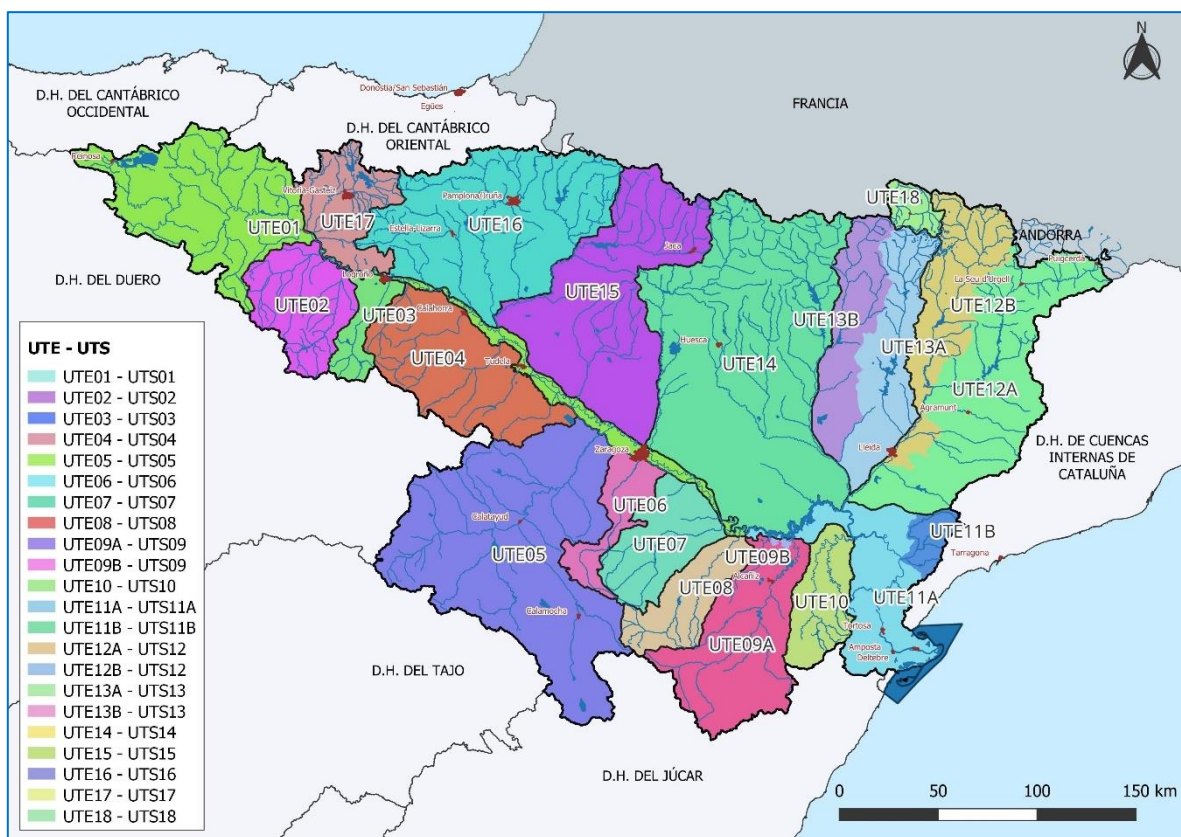 N
Donostia/San Sebastián
Egües
D.H. DEL CANTÁBRICO
OCCIDENTAL
FRANCIA
D.H. DEL CANTÁBRICO
ORIENTAL
Reinosa
Vitoria-Gasteiz
Pamplona/Iruña
UTE18
UTE17
UTE01
UTE16
Estella-Lizarra
Jaca
ANDORRA
Puigcerdà
La Seu d'Urgell
D.H. DEL DUERO
Logroño
UTE02
UTE03
Calahorra
UTE15
UTE12B
UTE13B
UTE04
Tudela
Huesca
UTE14
UTE13A
UTE12A
Agramunt
UTE - UTS
UTE01 - UTS01
UTE02 - UTS02
UTE03 - UTS03
UTE04 - UTS04
UTE05 - UTS05
UTE06 - UTS06
UTE07 - UTS07
UTE08 - UTS08
UTE09A - UTS09
UTE09B - UTS09
UTE10 - UTS10
UTE11A - UTS11A
UTE11B - UTS11B
UTE12A - UTS12
UTE12B - UTS12
UTE13A - UTS13
UTE13B - UTS13
UTE14 - UTS14
UTE15 - UTS15
UTE16 - UTS16
UTE17 - UTS17
UTE18 - UTS18
Zaragoza
Lleida
D.H. DE CUENCAS
INTERNAS DE
CATALUÑA
UTE06
Calatayud
UTE05
UTE07
UTE11B
Tarragona
UTE09B
Alcañiz
UTE08
UTE10
UTE11A
Calamocha
Tortosa
UTE09A
Amposta
Deltebre
D.H. DEL TAJO
D.H. DEL JÚCAR
0 50 100 150 km